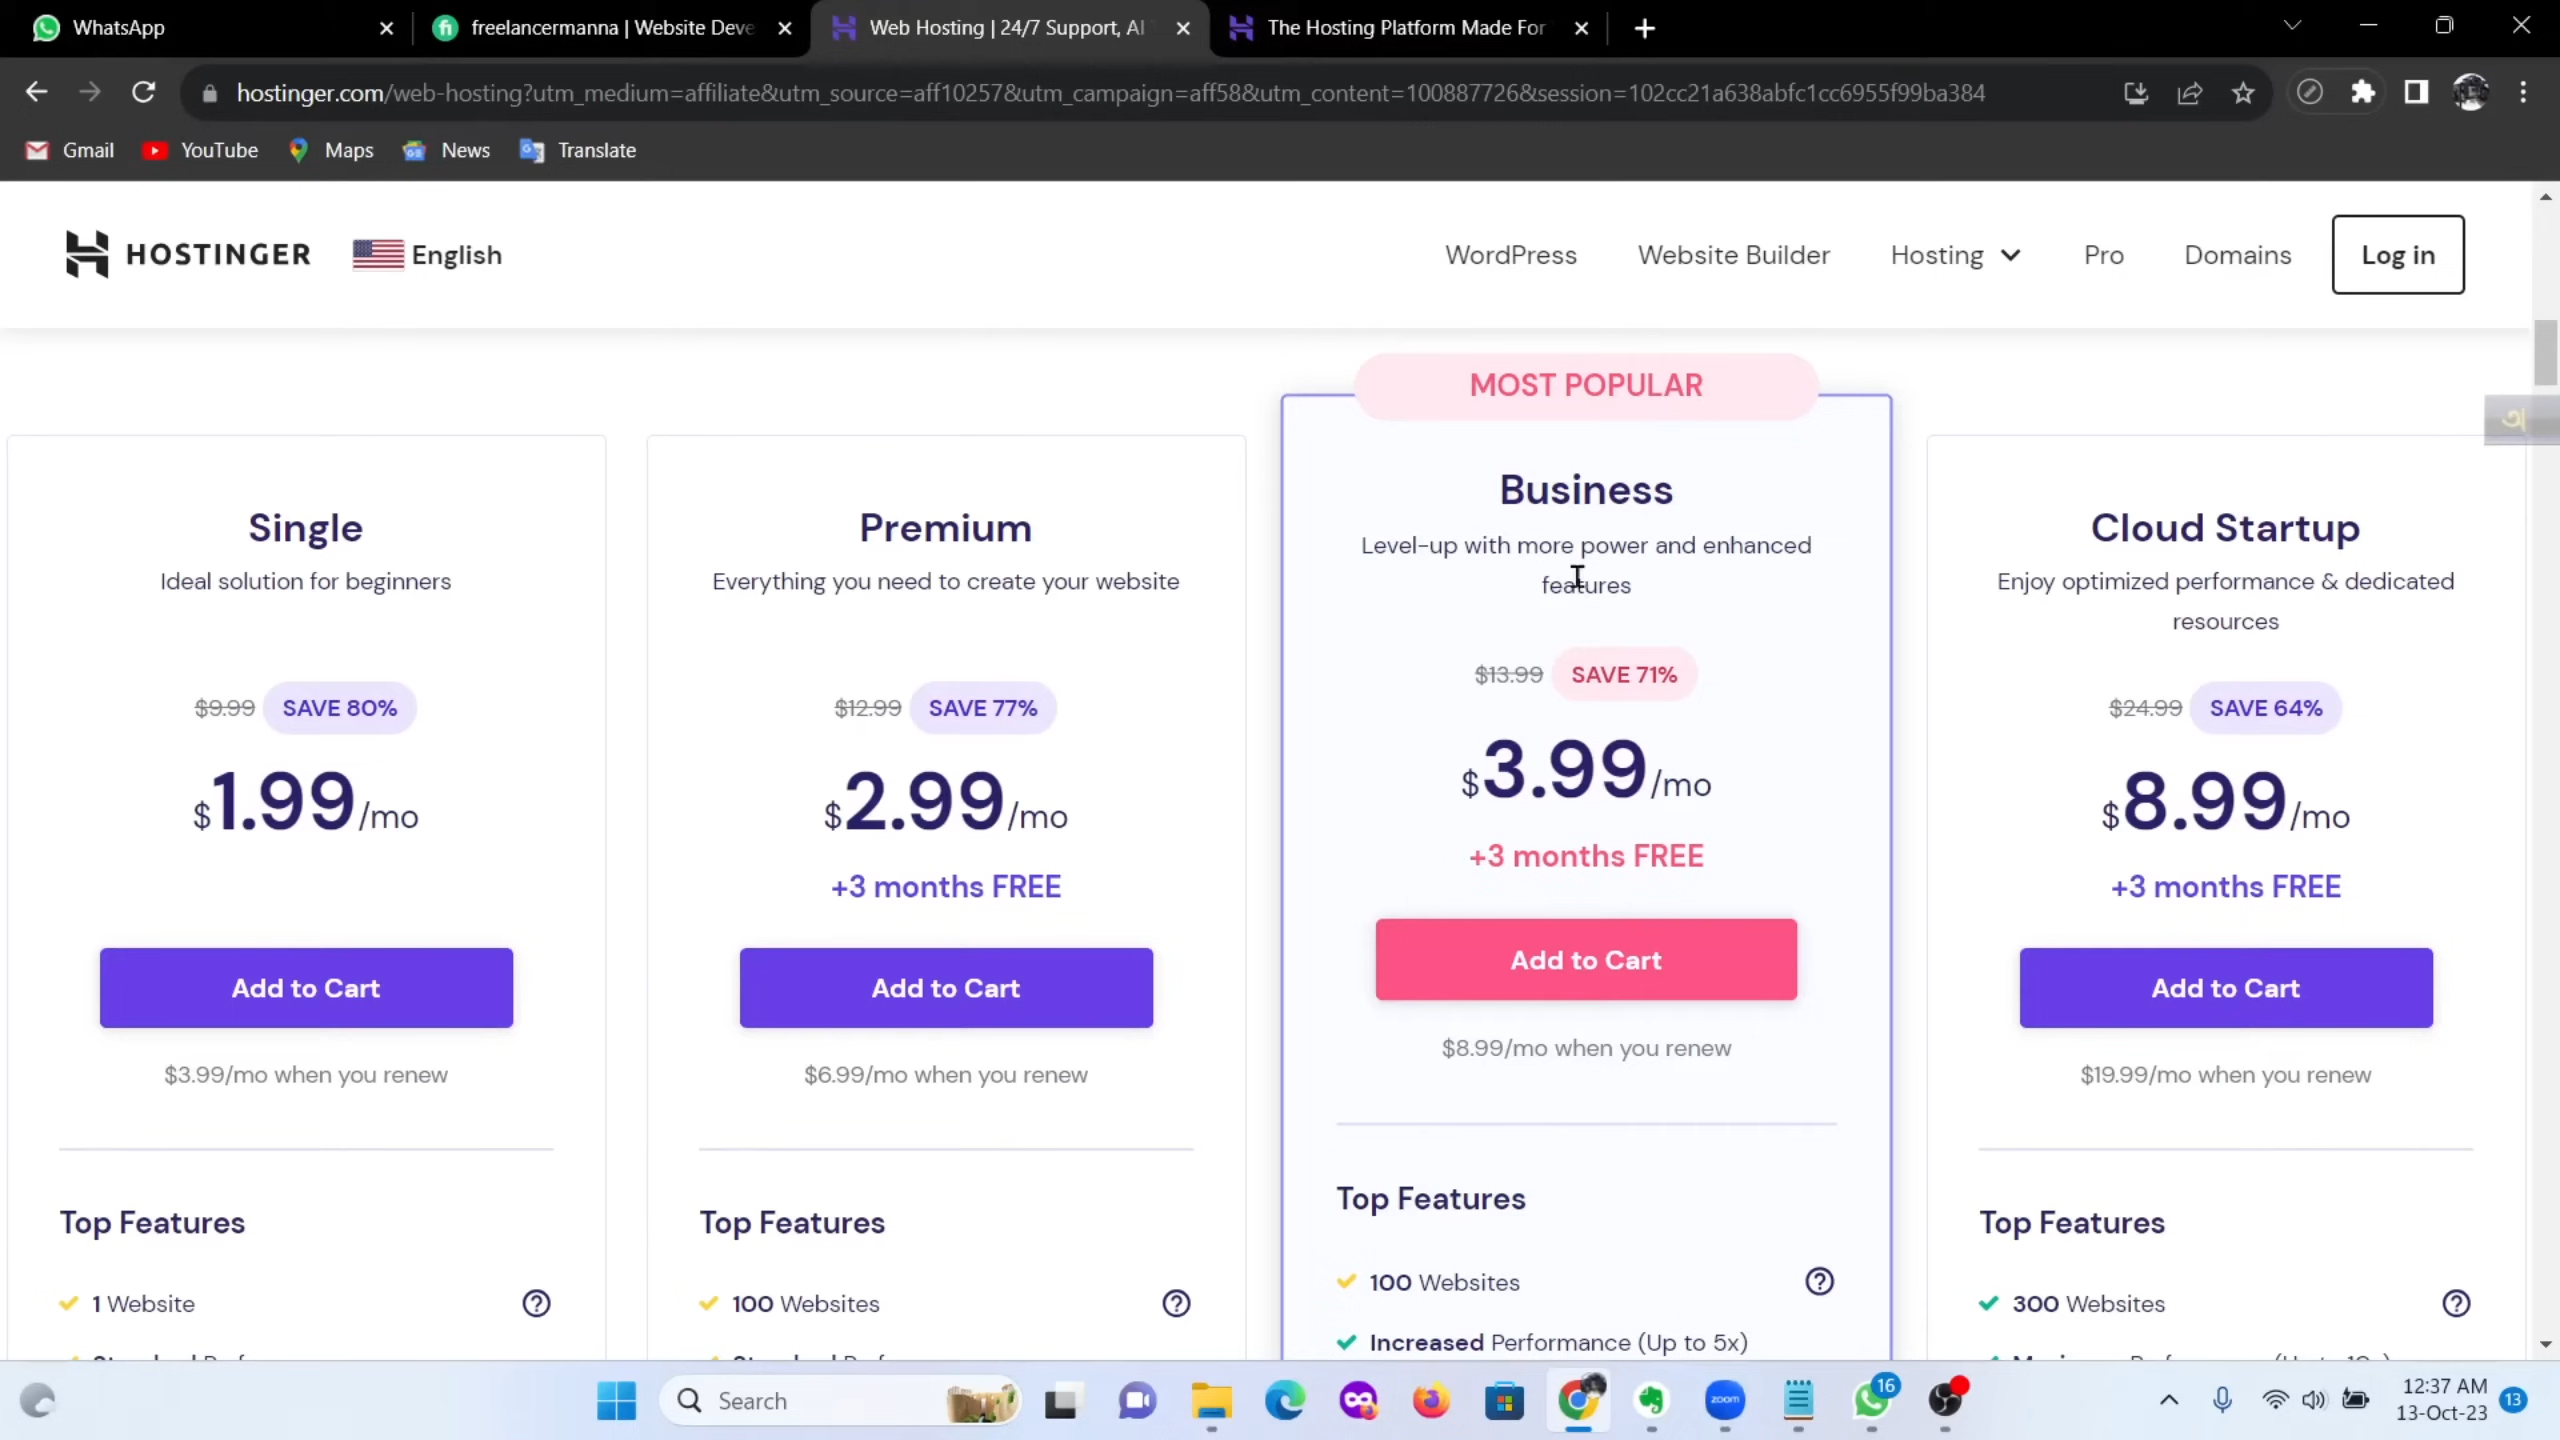 WhatsApp
freelancermanna | Website Deve
Web Hosting | 24/7 Support, AI
The Hosting Platform Made For
hostinger.com/web-hosting?utm_medium=affiliate&utm_source=aff10257&utm_campaign=aff58&utm_content=100887726&session=102cc21a638abfc1cc6955f99ba384
Gmail YouTube Maps News Translate
HOSTINGER English WordPress Website Builder Hosting Pro Domains Log in
অ
Single
Ideal solution for beginners
$9.99 SAVE 80%
$1.99/mo
Add to Cart
$3.99/mo when you renew
Top Features
1 Website
Premium
Everything you need to create your website
$12.99 SAVE 77%
$2.99/mo
+3 months FREE
Add to Cart
$6.99/mo when you renew
Top Features
100 Websites
MOST POPULAR
Business
Level-up with more power and enhanced
features
$13.99 SAVE 71%
$3.99/mo
+3 months FREE
Add to Cart
$8.99/mo when you renew
Top Features
100 Websites
Increased Performance (Up to 5x)
Cloud Startup
Enjoy optimized performance & dedicated
resources
$24.99 SAVE 64%
$8.99/mo
+3 months FREE
Add to Cart
$19.99/mo when you renew
Top Features
300 Websites
Search
zoom
16
12:37 AM
13-Oct-23
13